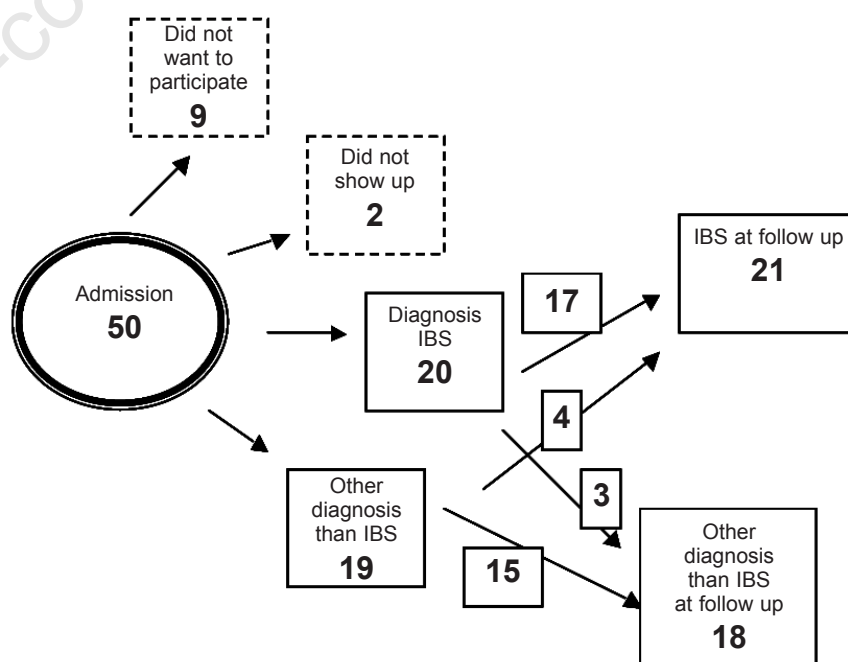 -CO
Did not
want to
participate
9
Did not
show up
2
Admission
50
Diagnosis
IBS
20
17
IBS at follow up
21
4
3
Other
diagnosis
than IBS
19
15
Other
diagnosis
than IBS
at follow up
18